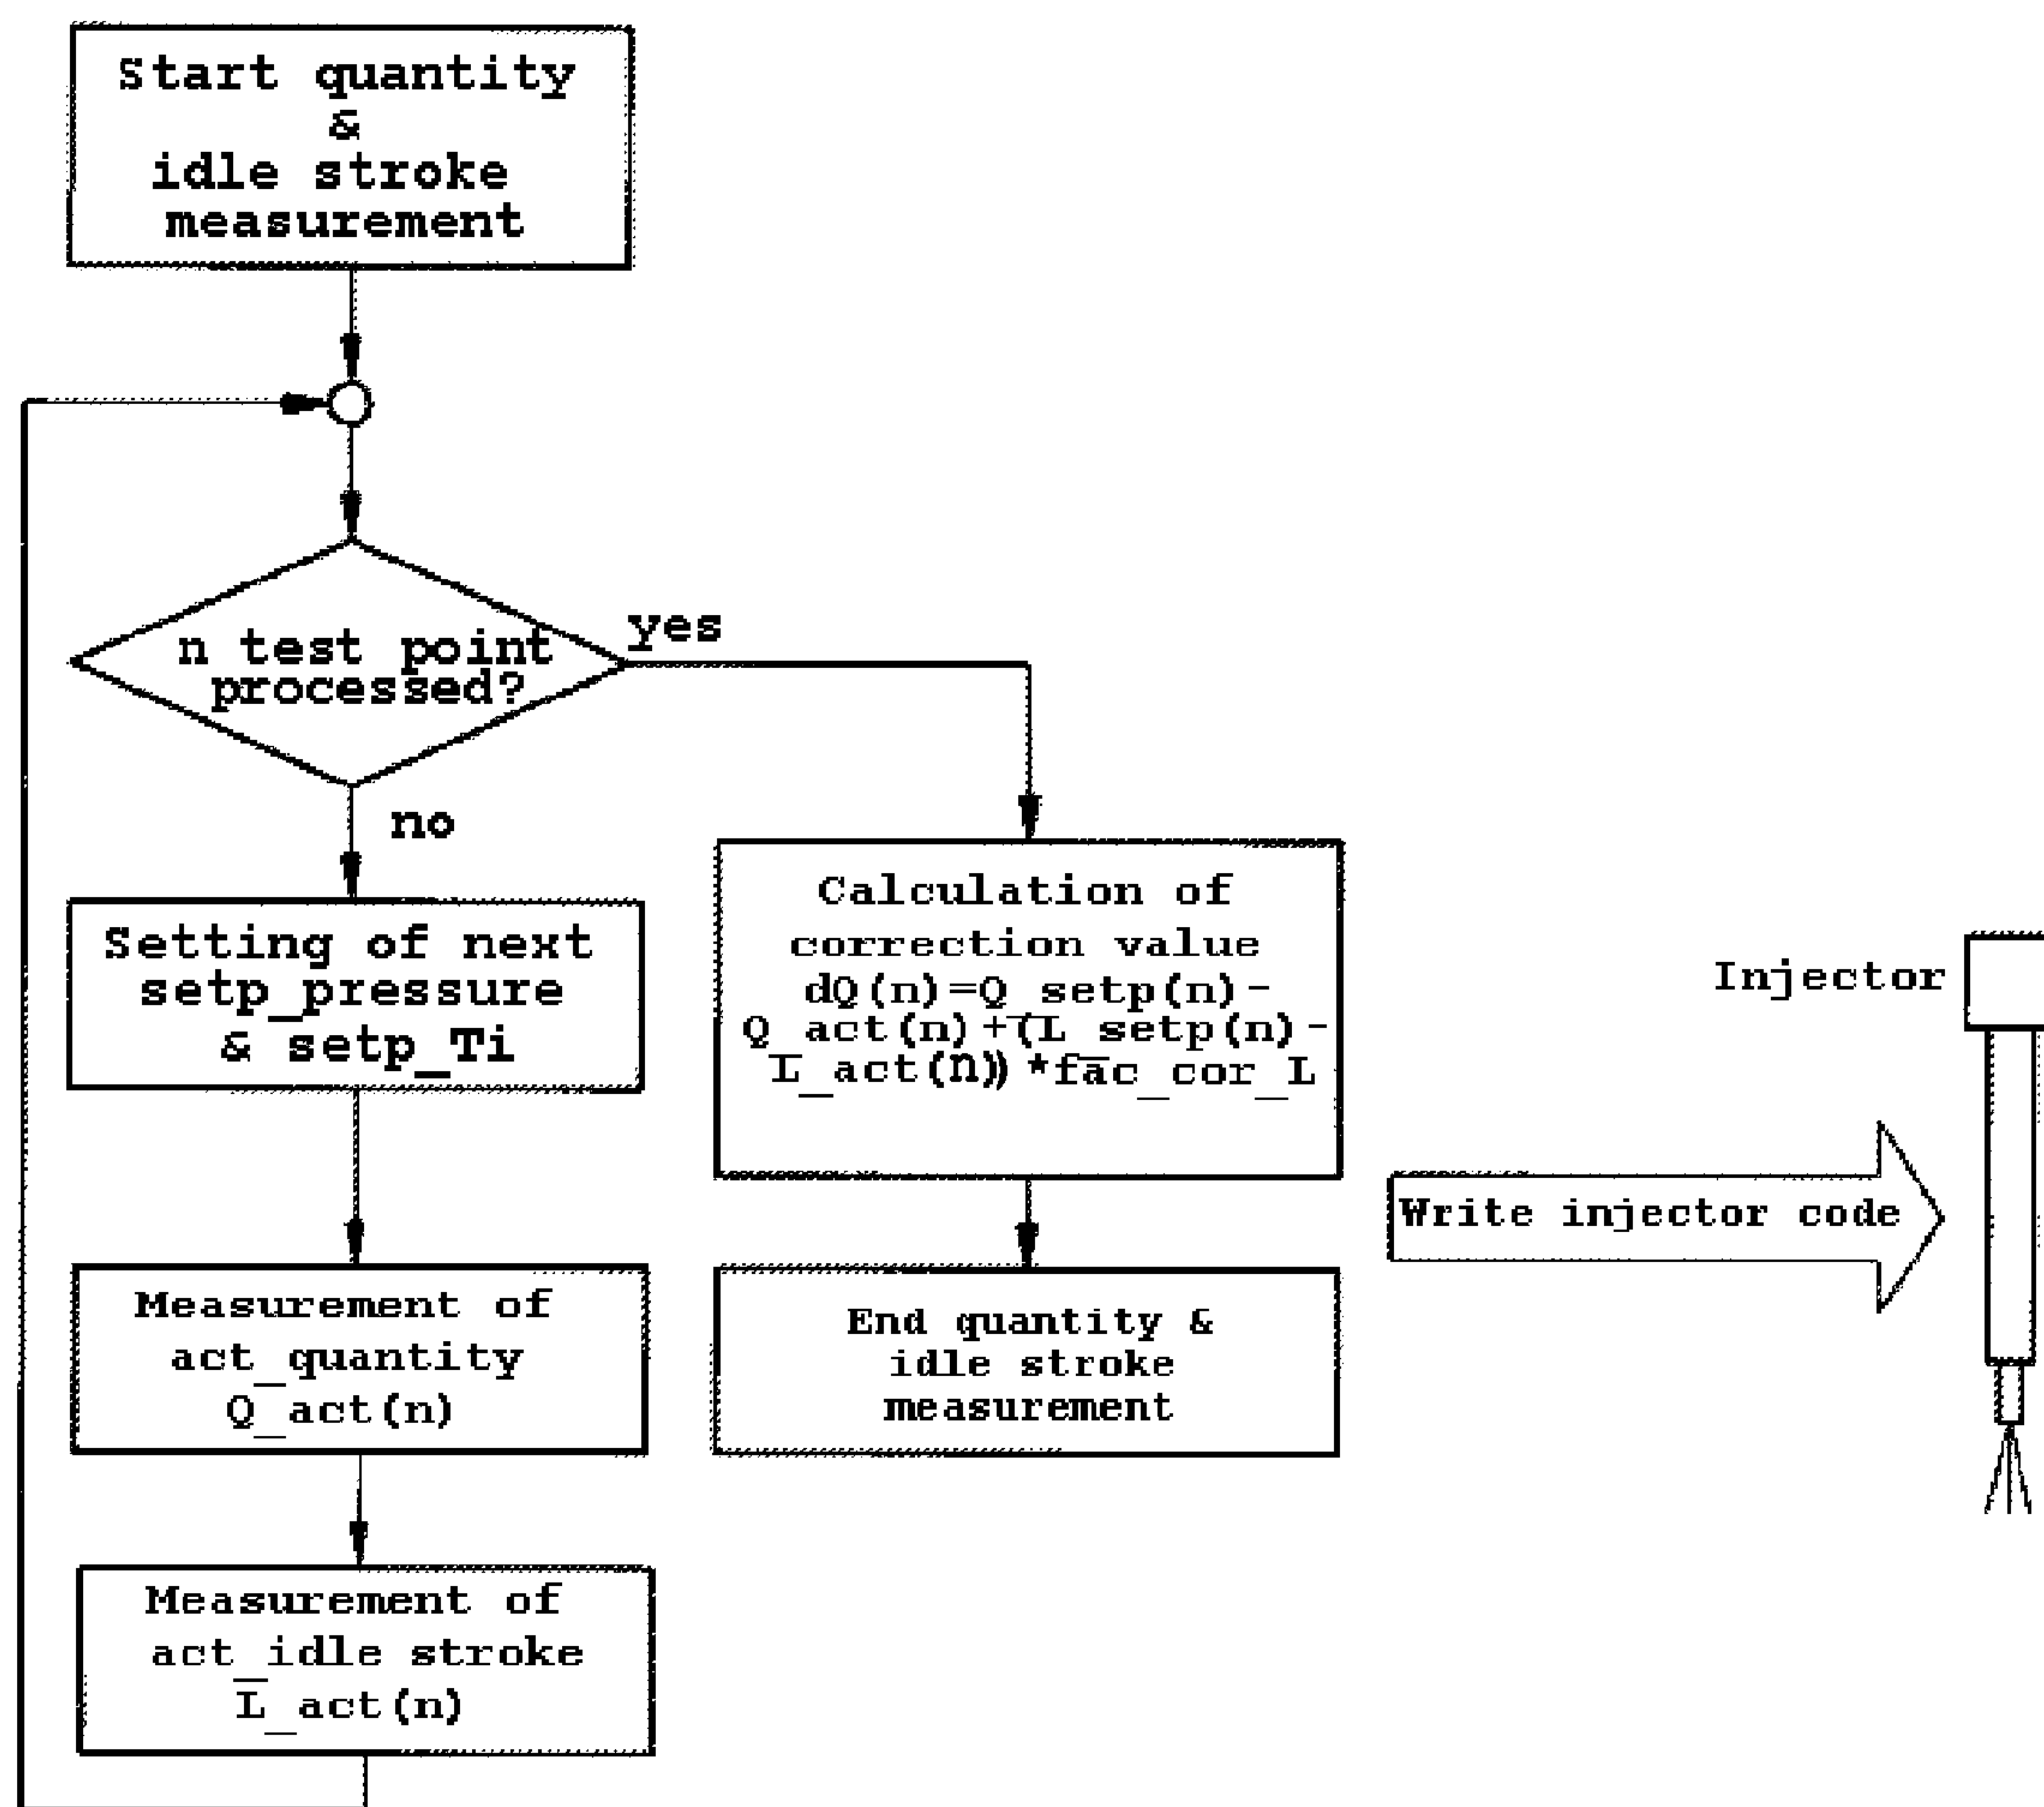 Start quantity
&
idle stroke
measurement
n test point
processed?
yes
no
Setting of next
setp_pressure
& setp_Ti
Measurement of
act_quantity
Q_act(n)
Measurement of
act_idle stroke
L_act(n)
Calculation of
correction value
dQ(n)=Q_setp(n)-
Q_act(n)+(L_setp(n)-
L_act(n))*fac_cor_L
End quantity &
idle stroke
measurement
Write injector code
Injector